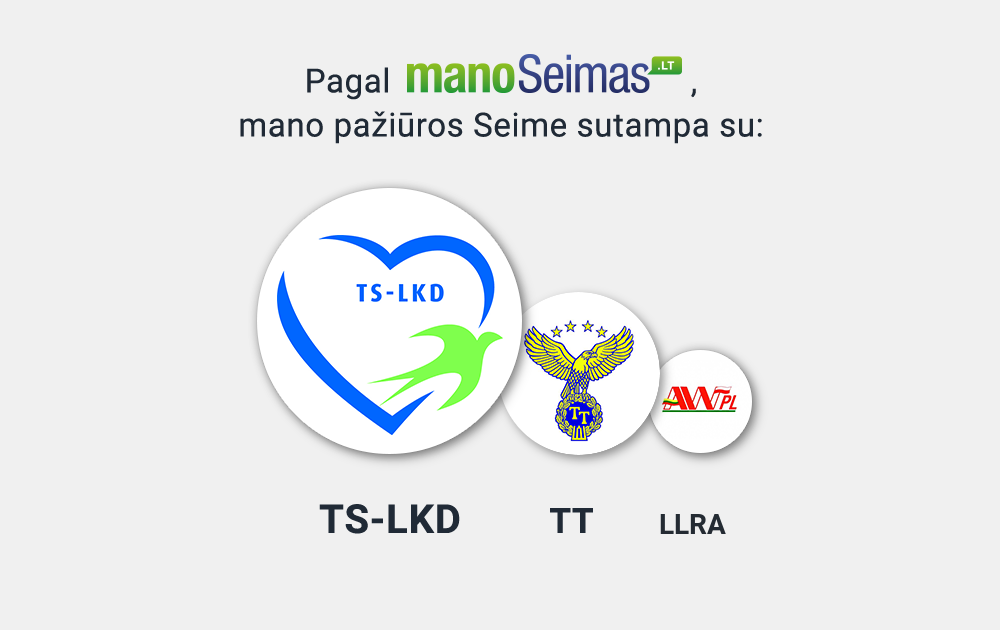 Pagal manoSeimas.LT ,
mano pažiūros Seime sutampa su:
TS-LKD
TT
AWPL
TS-LKD TT LLRA